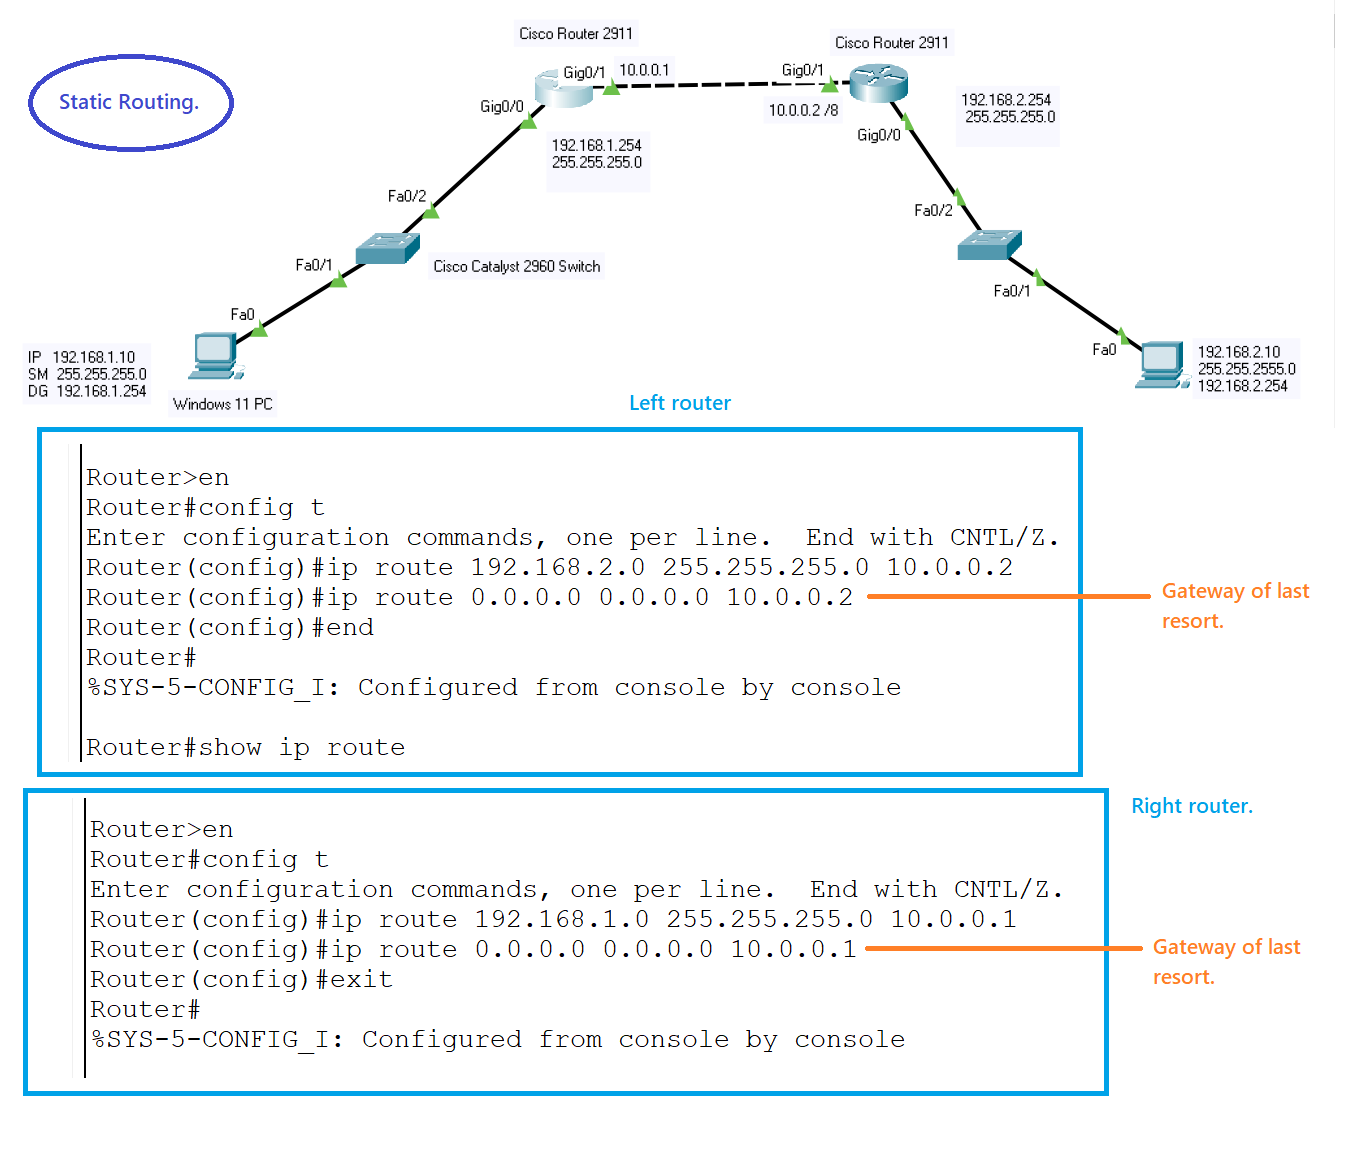 Static Routing.
Cisco Router 2911
Cisco Router 2911
Gig0/1
10.0.0.1
Gig0/1
10.0.0.2 /8
Gig0/0
192.168.1.254
255.255.255.0
192.168.2.254
255.255.255.0
Gig0/0
Fa0/2
Fa0/2
Cisco Catalyst 2960 Switch
Fa0/1
Fa0/1
Fa0
Fa0
IP 192.168.1.10
SM 255.255.255.0
DG 192.168.1.254
Windows 11 PC
192.168.2.10
255.255.2555.0
192.168.2.254
Left router
Router>en
Router#config t
Enter configuration commands, one per line. End with CNTL/Z.
Router(config)#ip route 192.168.2.0 255.255.255.0 10.0.0.2
Router(config)#ip route 0.0.0.0 0.0.0.0 10.0.0.2
Gateway of last
resort.
Router(config)#end
Router#
%SYS-5-CONFIG_I: Configured from console by console
Router#show ip route
Right router.
Router>en
Router#config t
Enter configuration commands, one per line. End with CNTL/Z.
Router(config)#ip route 192.168.1.0 255.255.255.0 10.0.0.1
Router(config)#ip route 0.0.0.0 0.0.0.0 10.0.0.1
Gateway of last
resort.
Router(config)#exit
Router#
%SYS-5-CONFIG_I: Configured from console by console